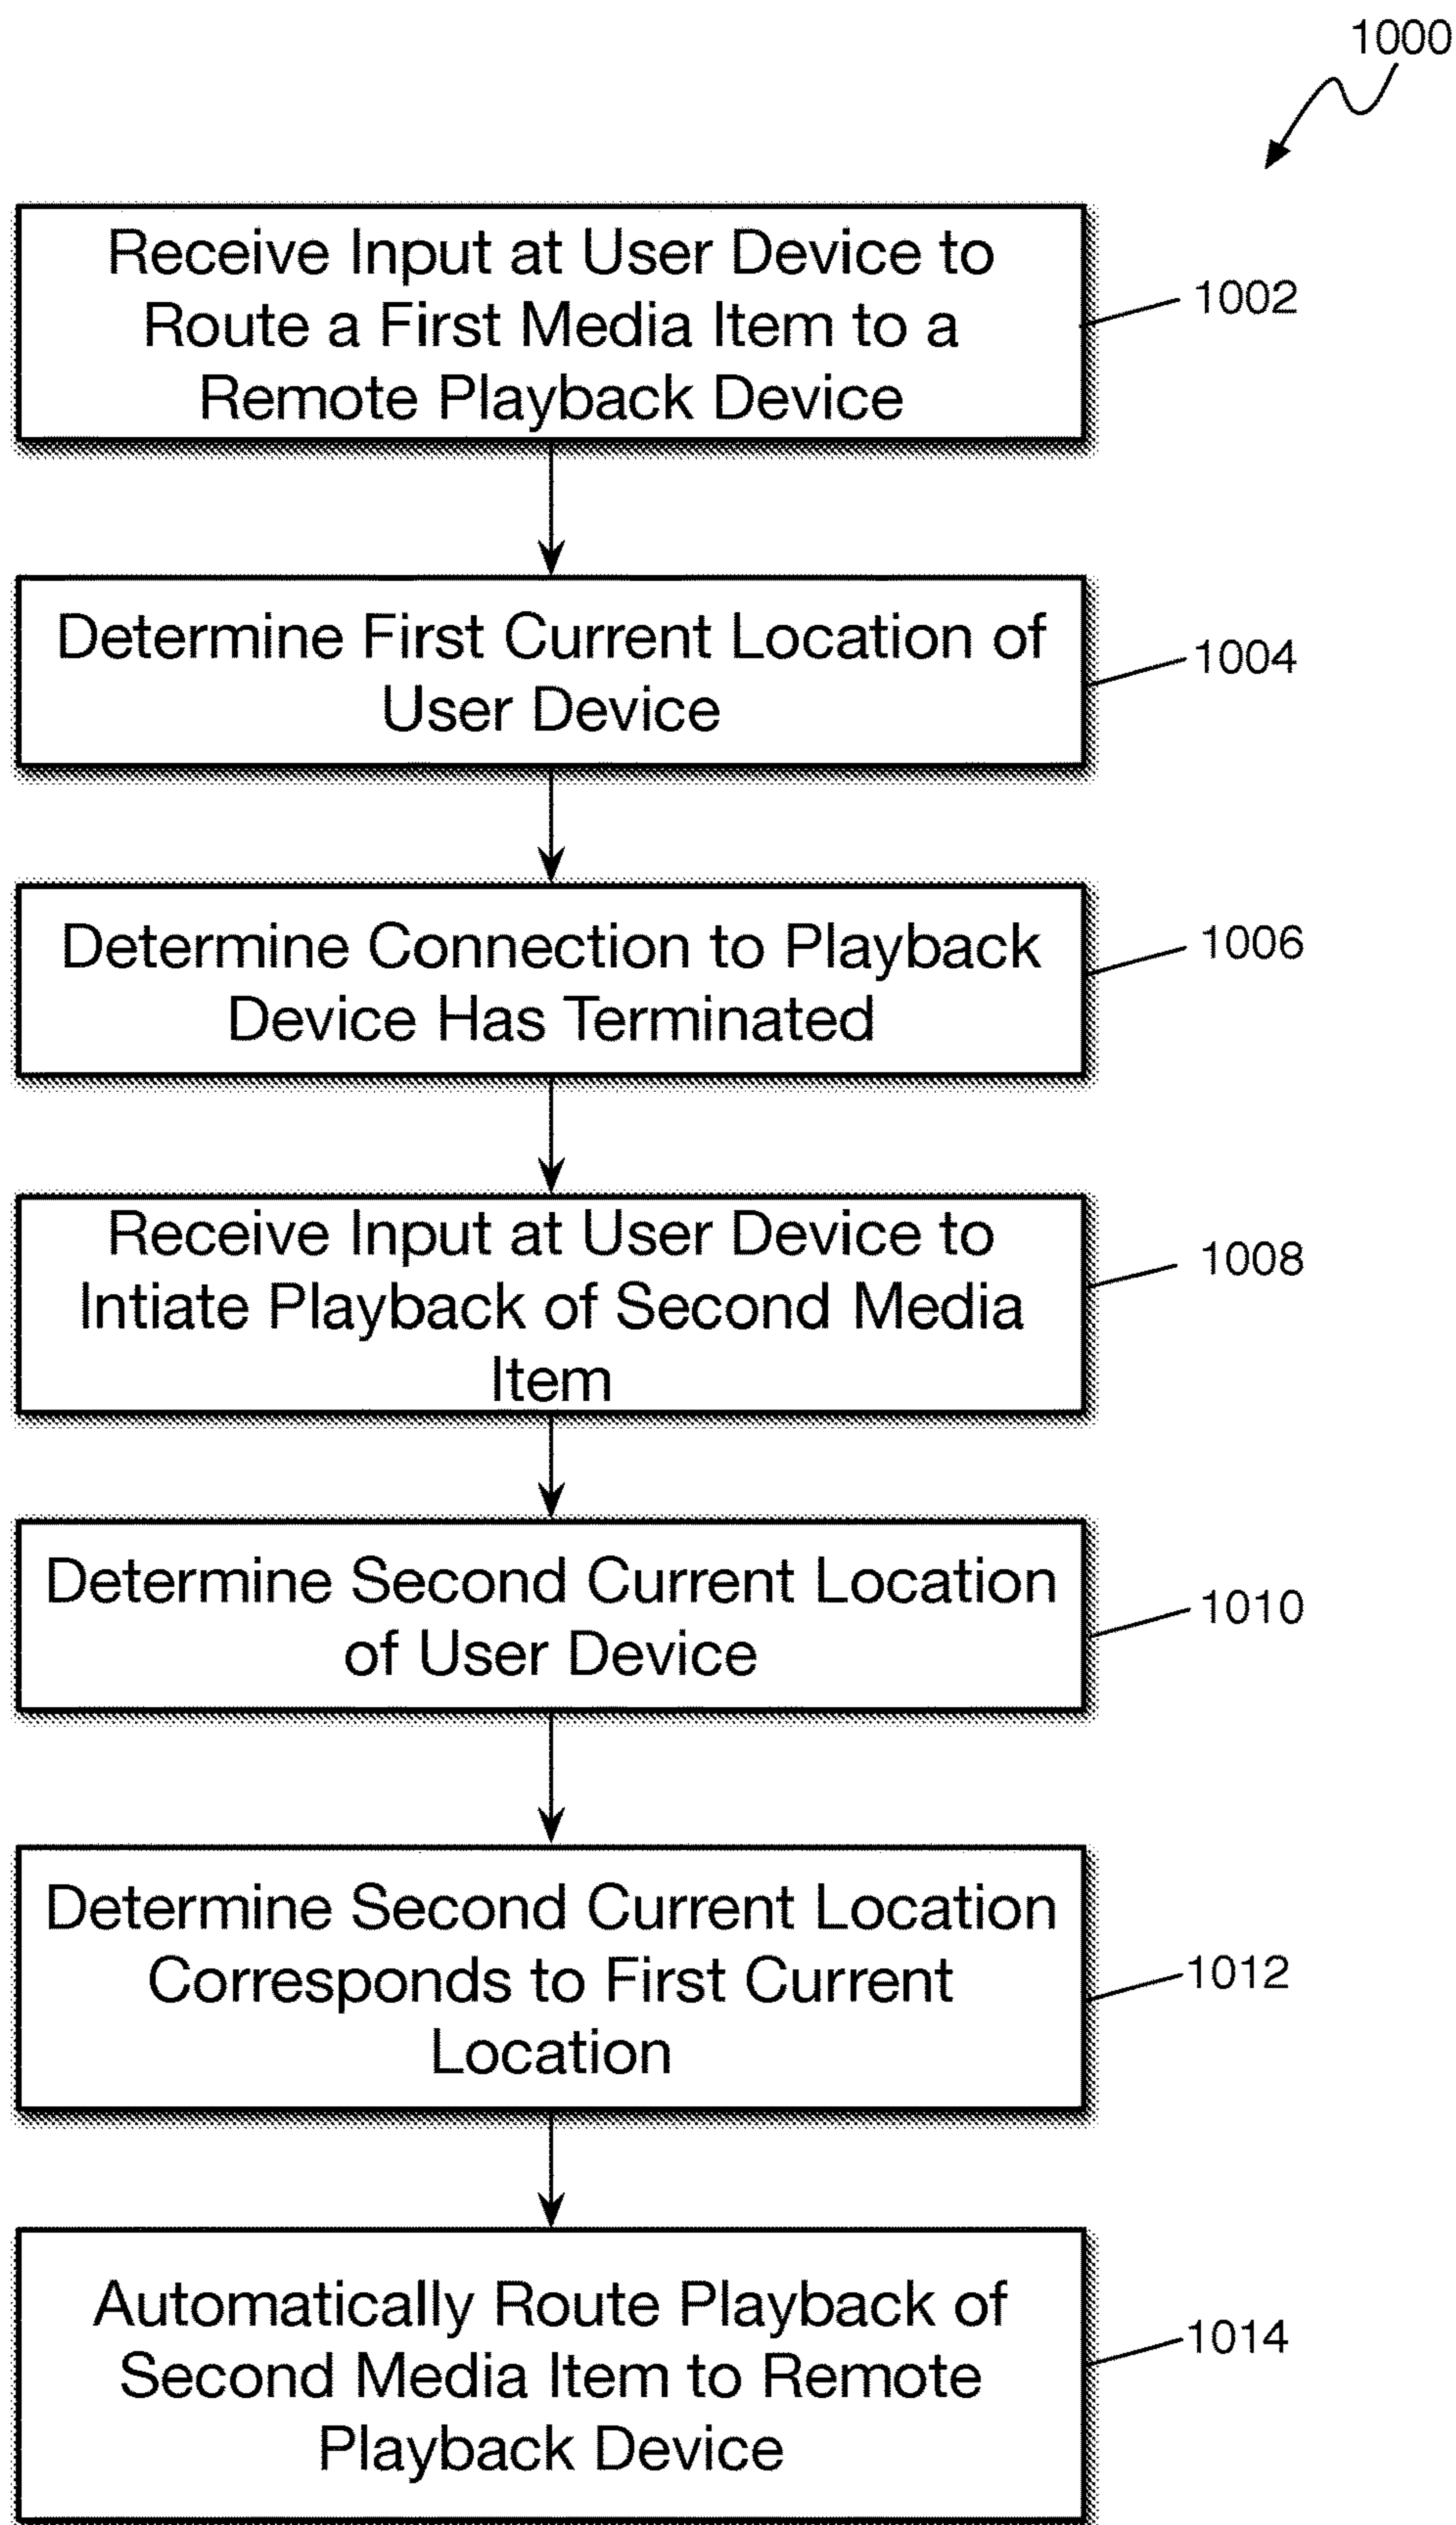 1000
Receive Input at User Device to
Route a First Media Item to a
Remote Playback Device
1002
Determine First Current Location of
User Device
1004
Determine Connection to Playback
Device Has Terminated
1006
Receive Input at User Device to
Intiate Playback of Second Media
Item
1008
Determine Second Current Location
of User Device
1010
Determine Second Current Location
Corresponds to First Current
Location
1012
Automatically Route Playback of
Second Media Item to Remote
Playback Device
1014